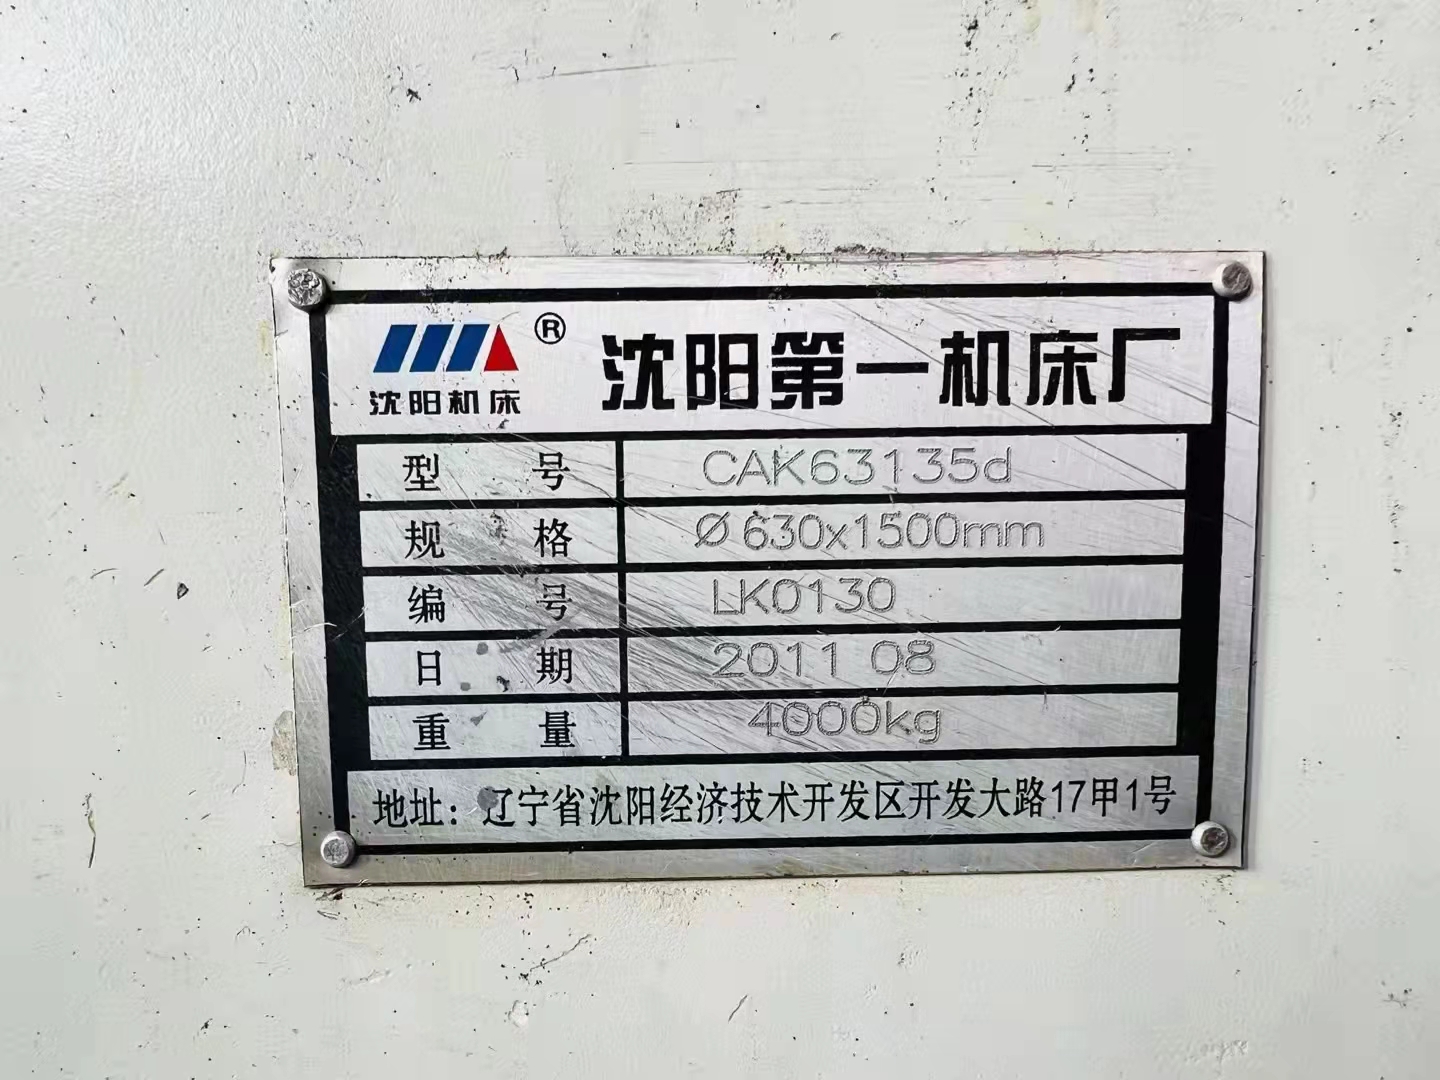 ® 沈阳第一机床厂
沈阳机床
型 号 CAK63135d
规 格 Ø630x1500mm
编 号 LK0130
日 期 2011 08
重 量 4000kg
地址：辽宁省沈阳经济技术开发区开发大路17甲1号